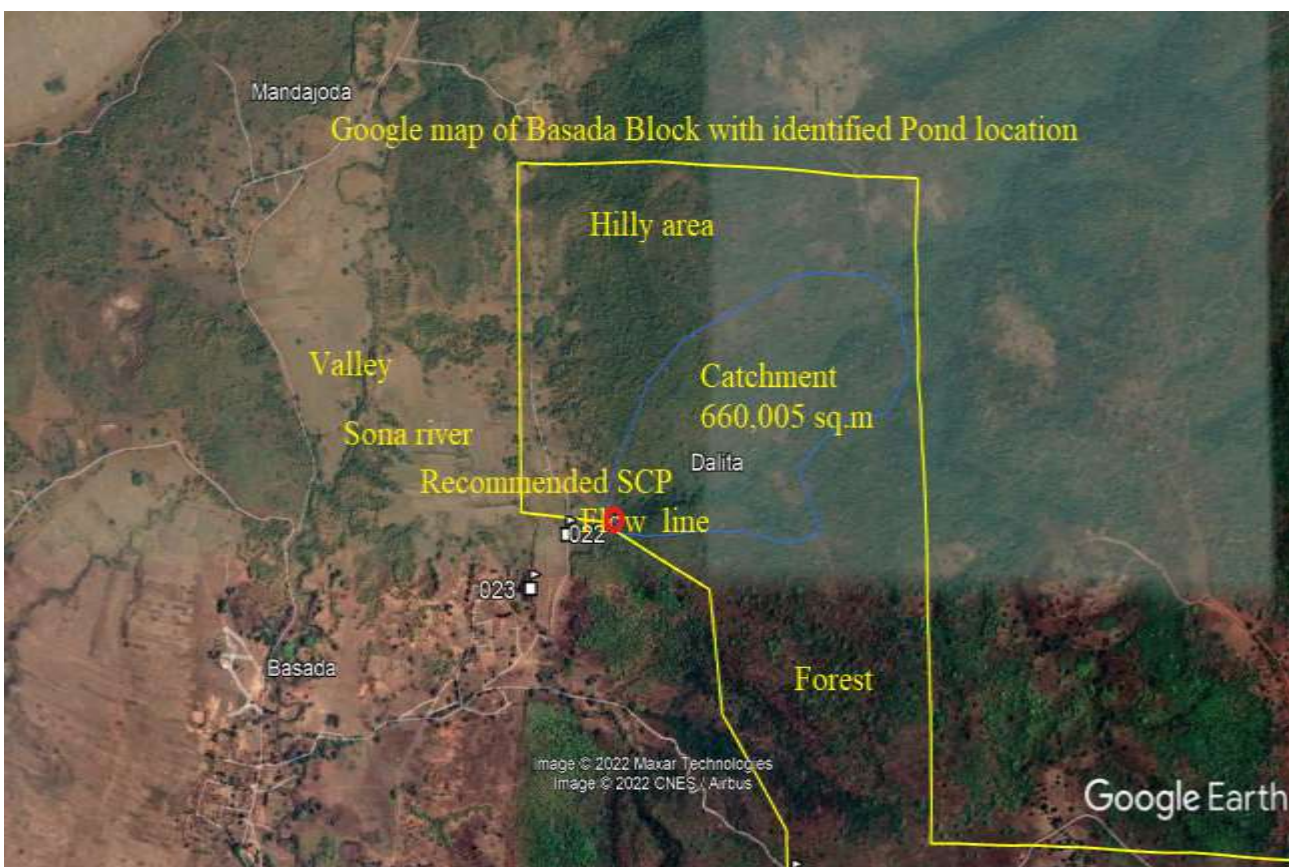 Mandajoda
Google map of Basada Block with identified Pond location
Hilly area
Valley
Catchment
660,005 sq.m
Sona river
Dalita
Recommended SCP
Flow line
022
023
Basada
Forest
Image © 2022 Maxar Technologies
Image © 2022 CNES / Airbus
Google Earth